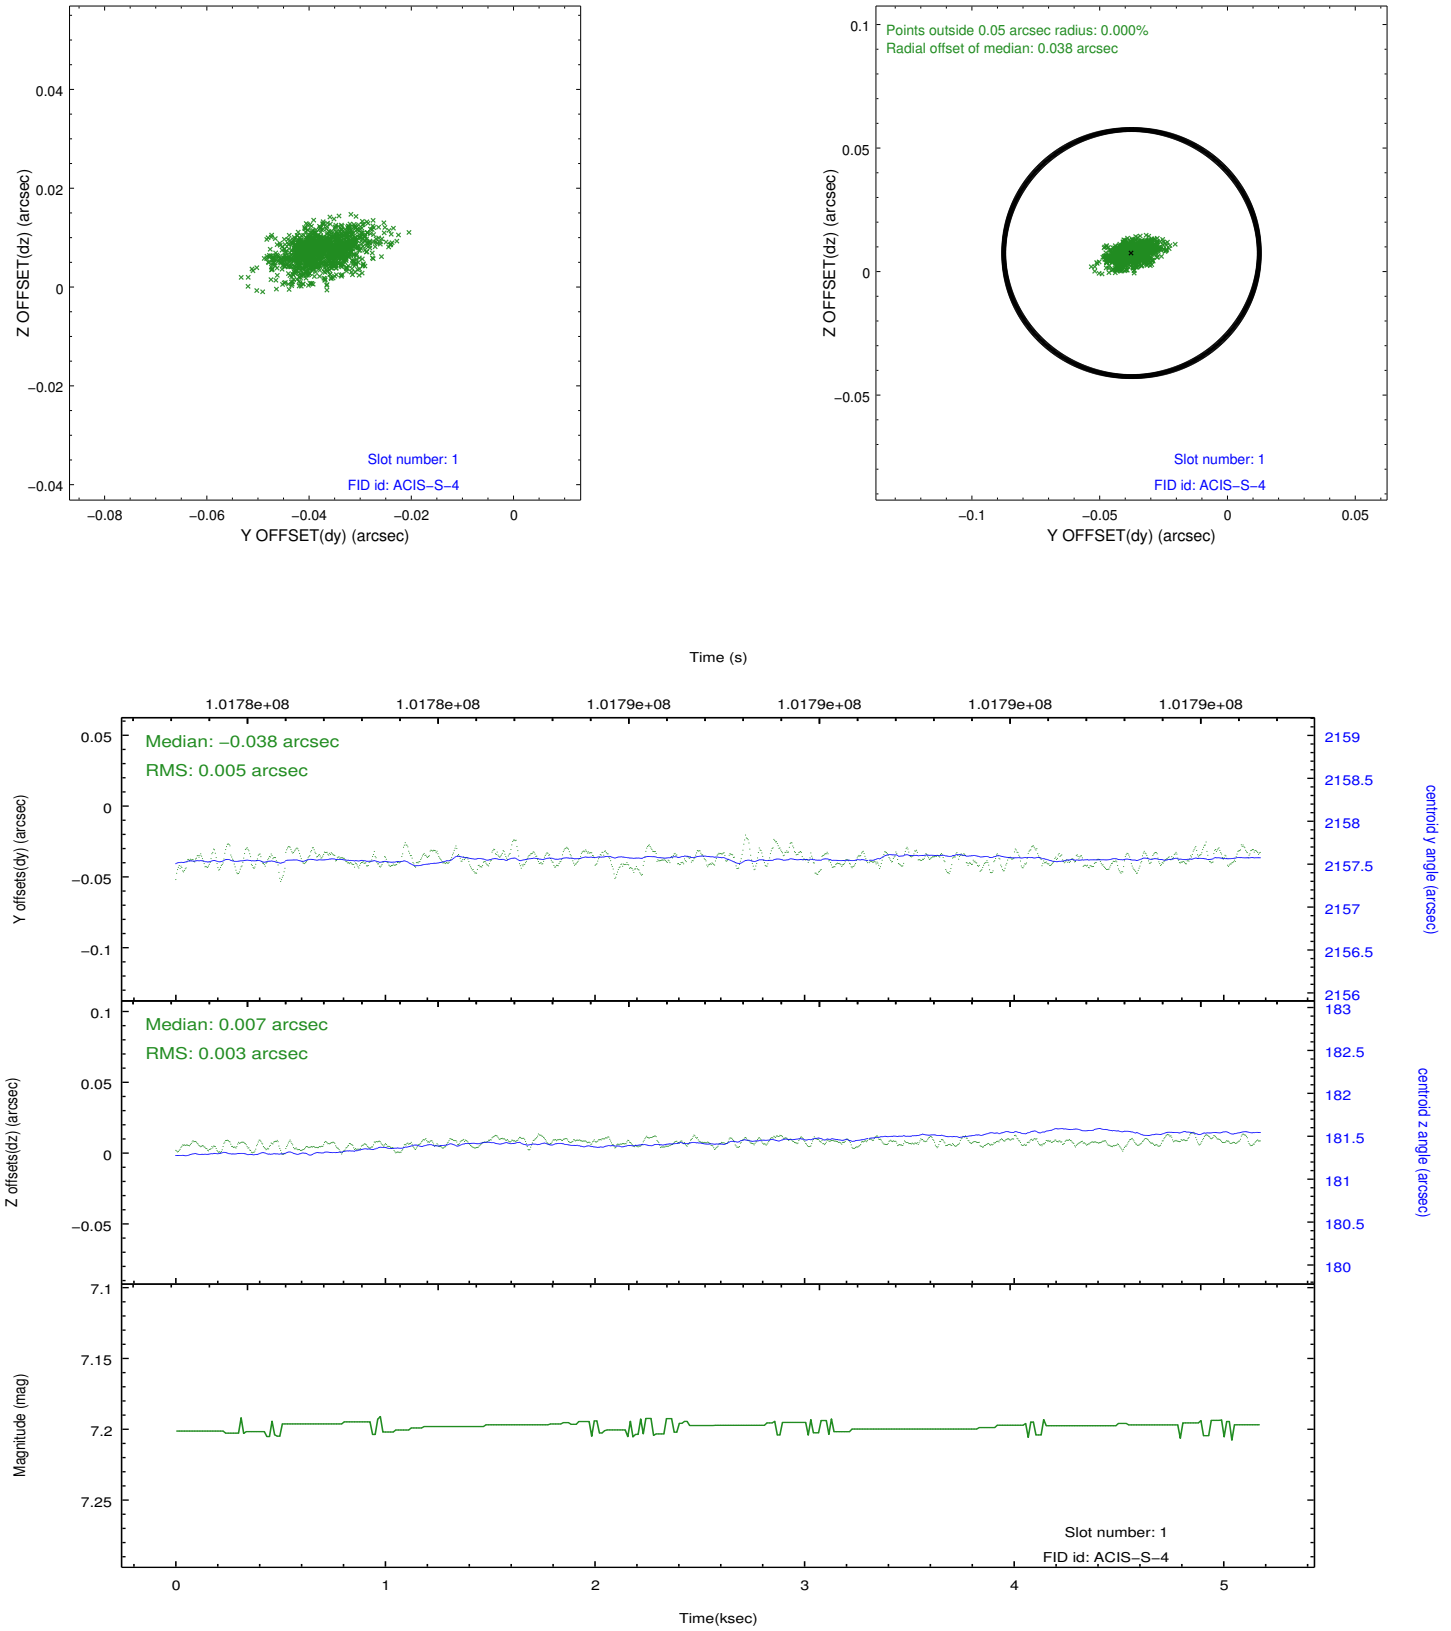 0.04
0.02
0
−0.02
−0.04
Z OFFSET(dz) (arcsec)
Slot number: 1
FID id: ACIS−S−4
−0.08 −0.06 −0.04 −0.02 0
Y OFFSET(dy) (arcsec)
Points outside 0.05 arcsec radius: 0.000%
Radial offset of median: 0.038 arcsec
0.1
0.05
0
−0.05
Z OFFSET(dz) (arcsec)
Slot number: 1
FID id: ACIS−S−4
−0.1 −0.05 0 0.05
Y OFFSET(dy) (arcsec)
Time (s)
1.0178e+08 1.0178e+08 1.0179e+08 1.0179e+08 1.0179e+08 1.0179e+08
Median: −0.038 arcsec
RMS: 0.005 arcsec
0.05
0
−0.05
−0.1
Y offsets(dy) (arcsec)
2159
2158.5
2158
2157.5
2157
2156.5
2156
centroid y angle (arcsec)
Median: 0.007 arcsec
RMS: 0.003 arcsec
0.1
0.05
0
−0.05
Z offsets(dz) (arcsec)
183
182.5
182
181.5
181
180.5
180
centroid z angle (arcsec)
7.1
7.15
7.2
7.25
Magnitude (mag)
Slot number: 1
FID id: ACIS−S−4
0 1 2 3 4 5
Time(ksec)